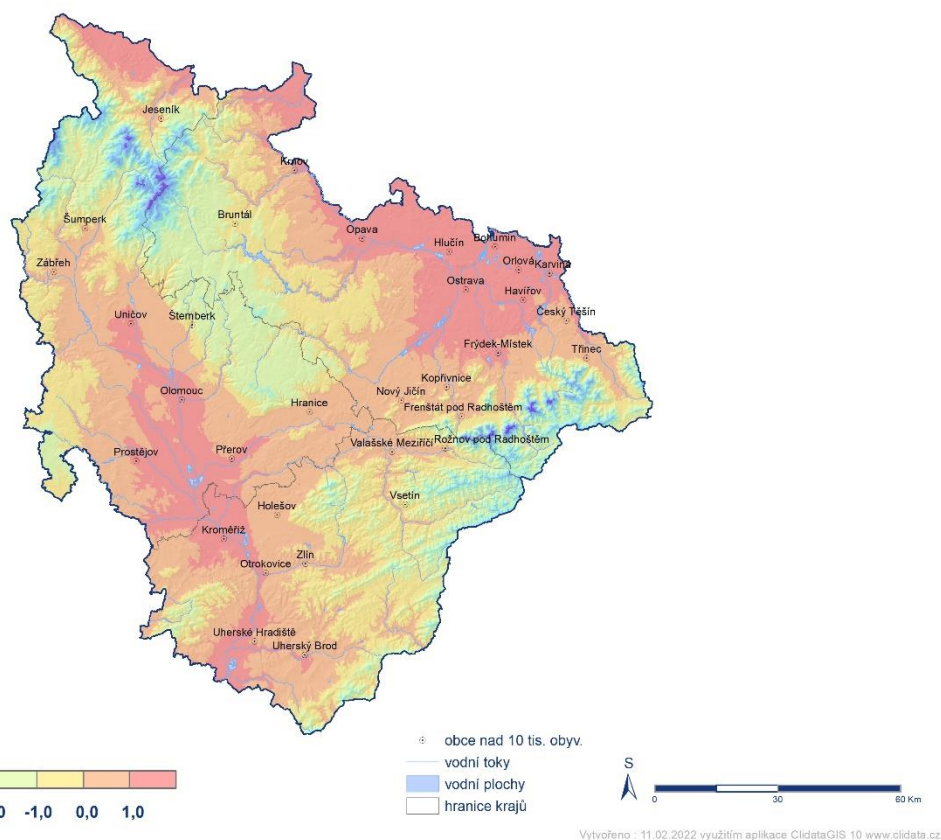 Jeseník
Krnov
Šumperk
Bruntál
Opava
Hlučín
Bohumín
Zábřeh
Orlová
Karviná
Ostrava
Havířov
Uničov
Šternberk
Český Těšín
Frýdek-Místek
Třinec
Olomouc
Kopřivnice
Nový Jičín
Hranice
Frenštát pod Radhoštěm
Valašské Meziříčí
Rožnov pod Radhoštěm
Prostějov
Přerov
Vsetín
Holešov
Kroměříž
Zlín
Otrokovice
Uherské Hradiště
Uherský Brod
obce nad 10 tis. obyv.
vodní toky
vodní plochy
hranice krajů
S
0 30 60 Km
0 -1,0 0,0 1,0
Vytvořeno : 11.02.2022 využitím aplikace ClidataGIS 10 www.clidata.cz